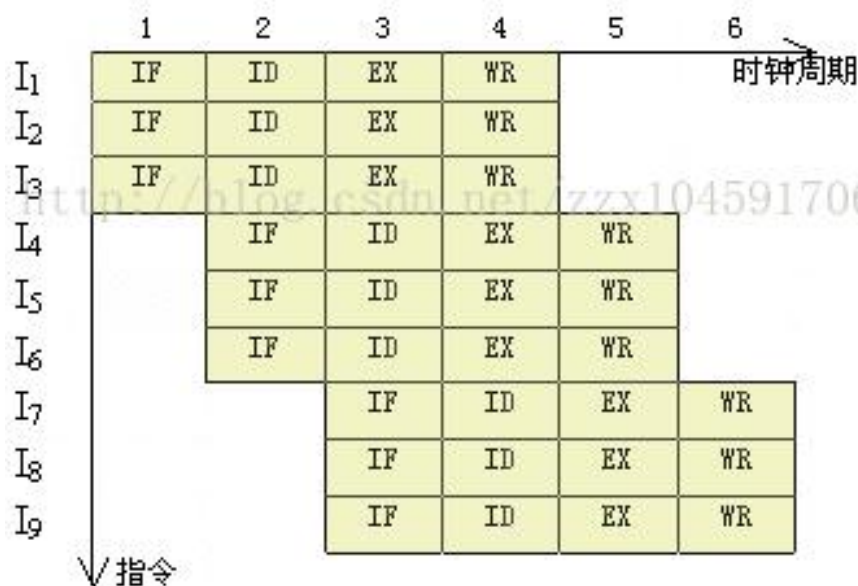 1 2 3 4 5 6
时钟周期
I1 IF ID EX WR
I2 IF ID EX WR
I3 IF ID EX WR
http://blog.csdn.net/zzx104591706
I4 IF ID EX WR
I5 IF ID EX WR
I6 IF ID EX WR
I7 IF ID EX WR
I8 IF ID EX WR
I9 IF ID EX WR
指令